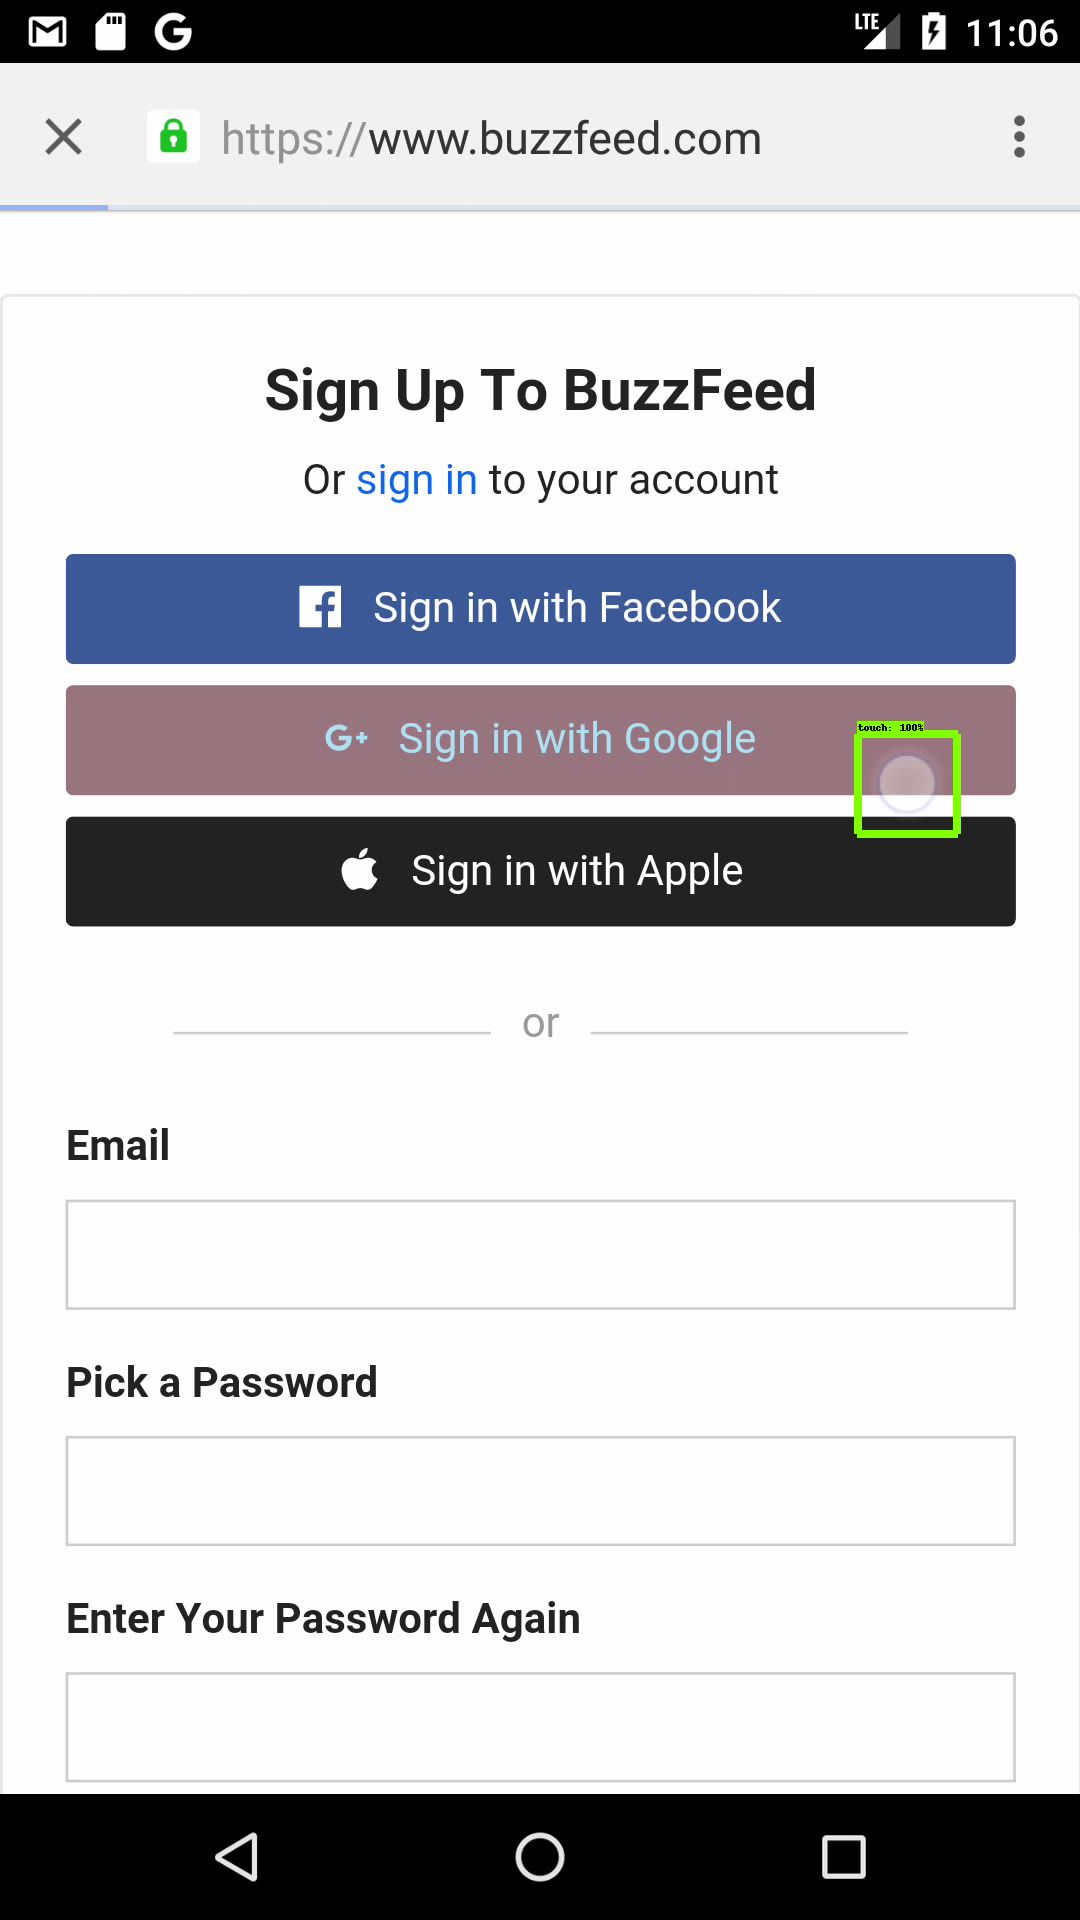 LTE 11:06
https://www.buzzfeed.com
Sign Up To BuzzFeed
Or sign in to your account
Sign in with Facebook
G+ Sign in with Google
touch: 100%
Sign in with Apple
or
Email
Pick a Password
Enter Your Password Again